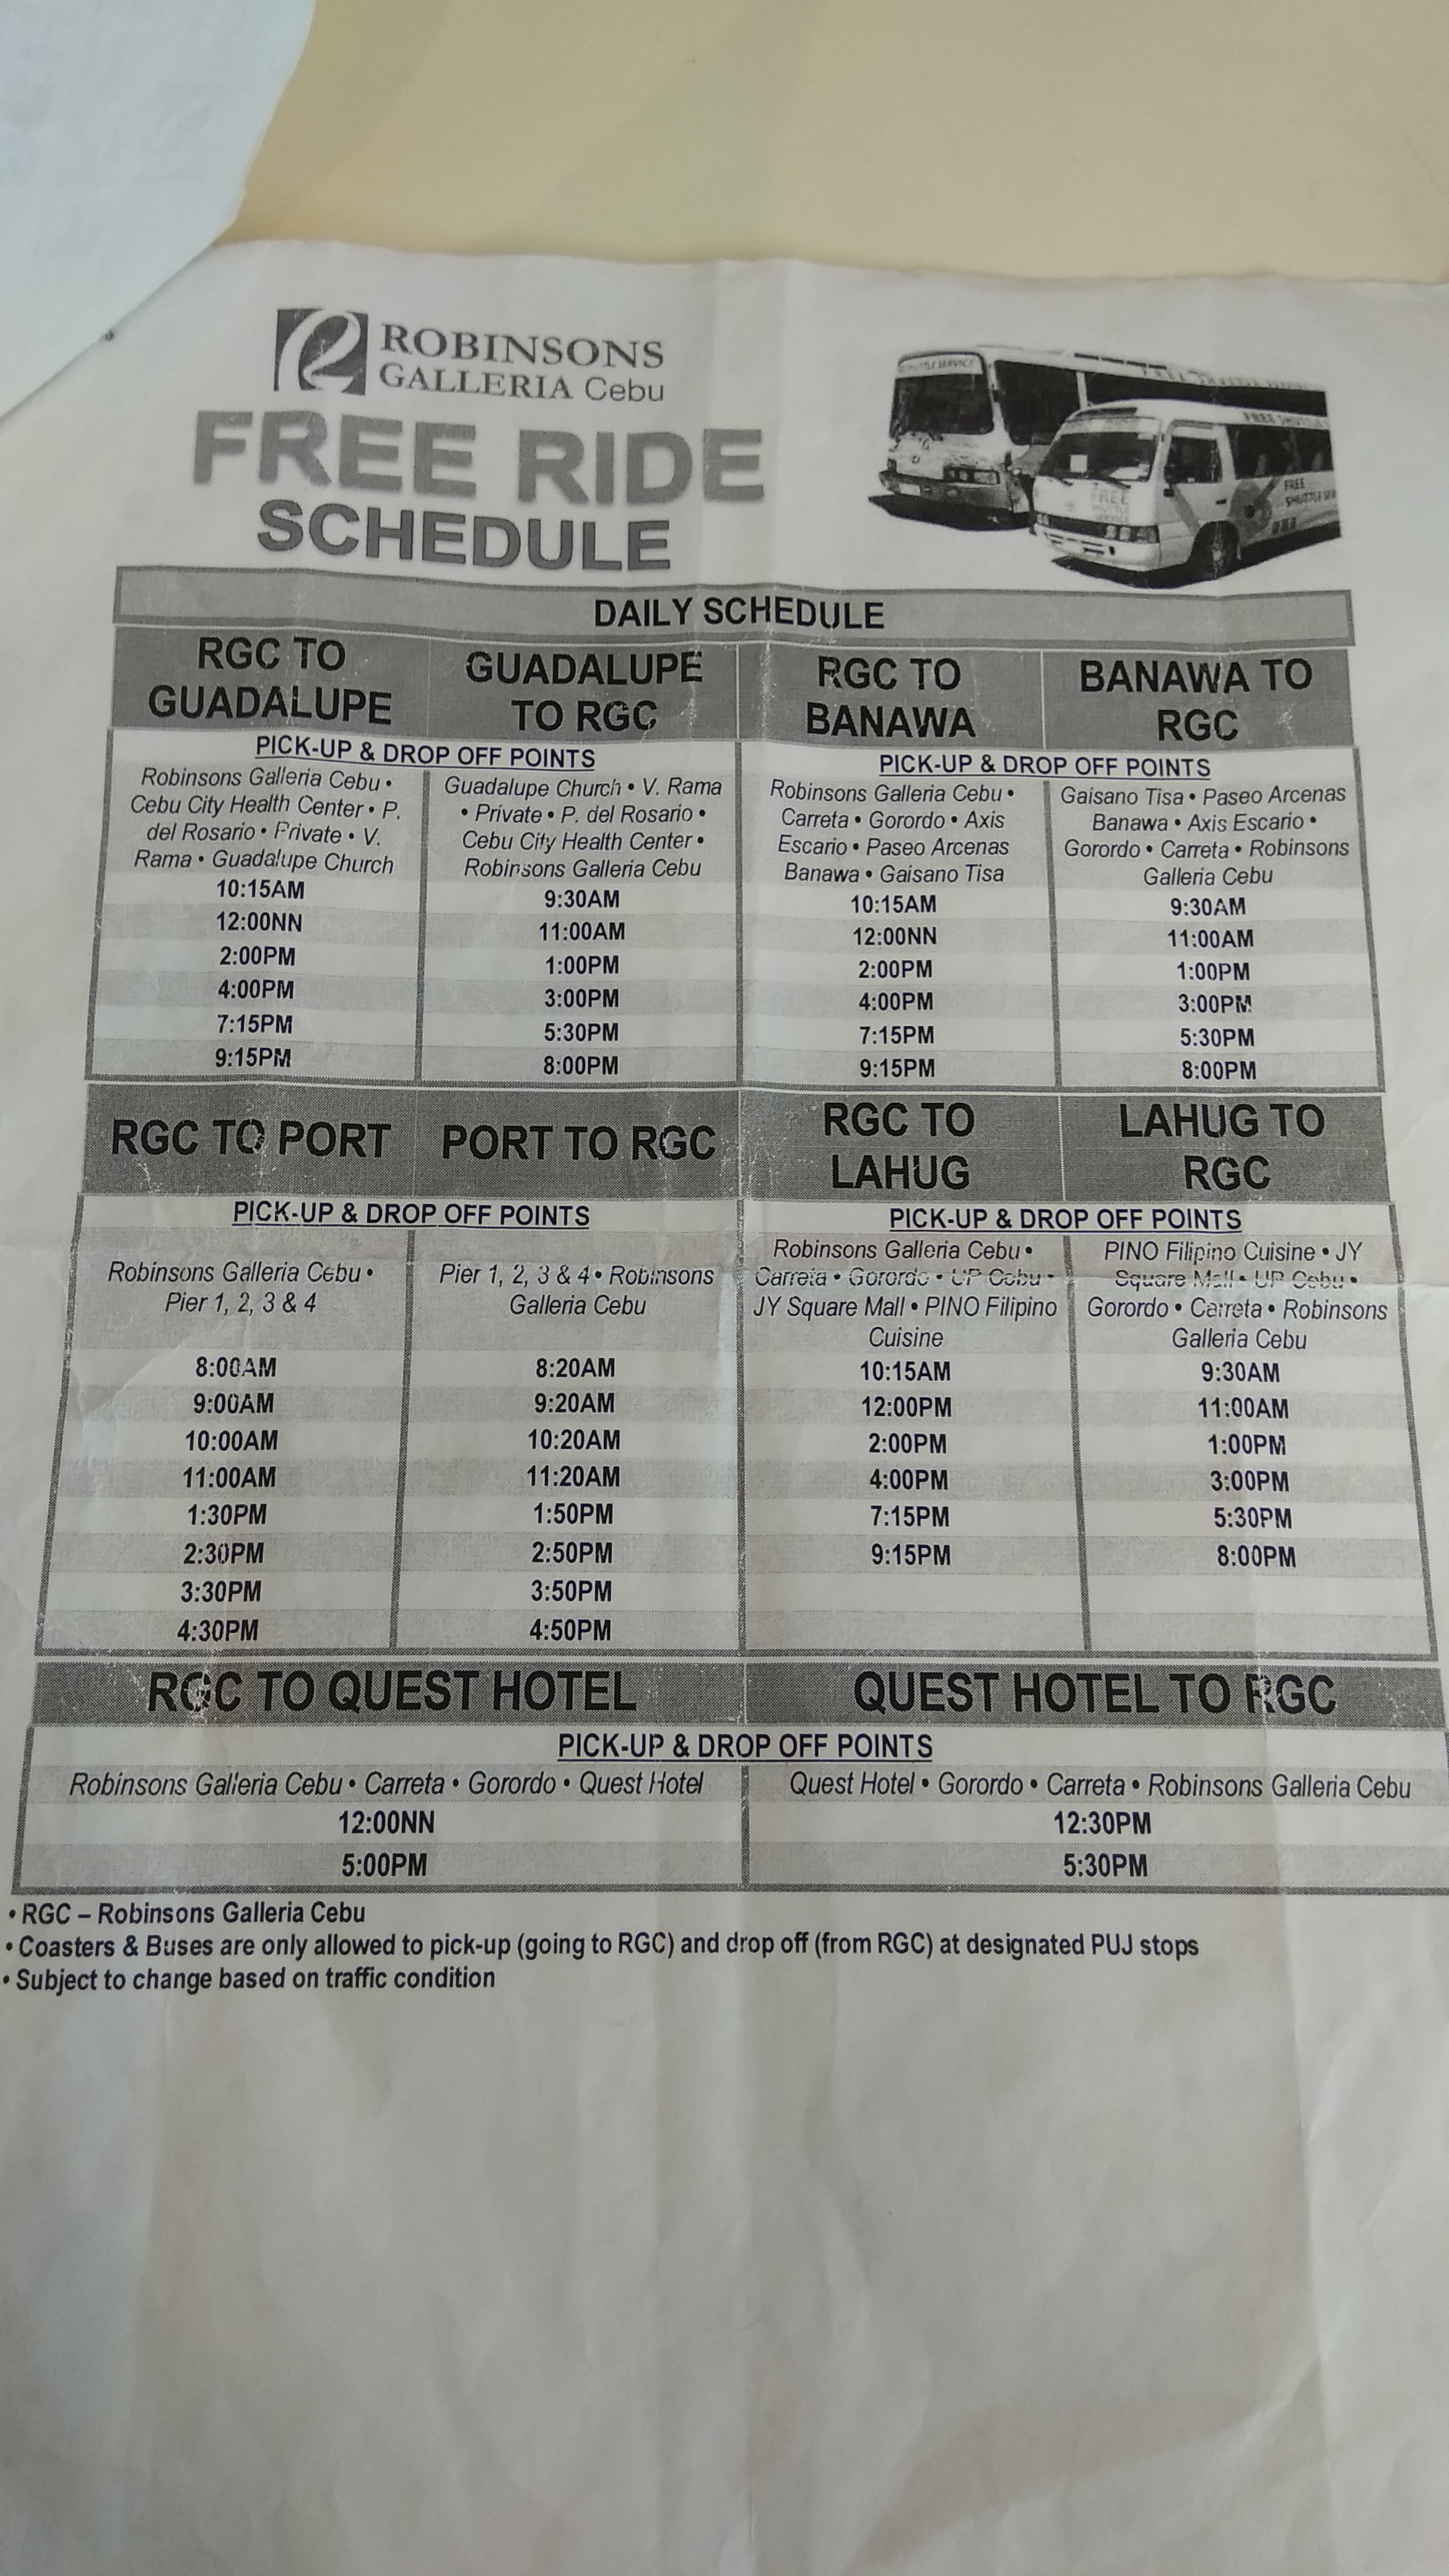 ROBINSONS
GALLERIA Cebu
FREE RIDE
SCHEDULE
SHUTTLE SERVICE
FREE
FREE
SHUTTLE
DAILY SCHEDULE
RGC TO
GUADALUPE
GUADALUPE
TO RGC
RGC TO
BANAWA
BANAWA TO
RGC
PICK-UP & DROP OFF POINTS
PICK-UP & DROP OFF POINTS
Robinsons Galleria Cebu •
Cebu City Health Center • P.
del Rosario • Private • V.
Rama • Guadalupe Church
10:15AM
12:00NN
2:00PM
4:00PM
7:15PM
9:15PM
Guadalupe Church • V. Rama
• Private • P. del Rosario •
Cebu City Health Center •
Robinsons Galleria Cebu
9:30AM
11:00AM
1:00PM
3:00PM
5:30PM
8:00PM
Robinsons Galleria Cebu •
Carreta • Gorordo • Axis
Escario • Paseo Arcenas
Banawa • Gaisano Tisa
10:15AM
12:00NN
2:00PM
4:00PM
7:15PM
9:15PM
Gaisano Tisa • Paseo Arcenas
Banawa • Axis Escario •
Gorordo • Carreta • Robinsons
Galleria Cebu
9:30AM
11:00AM
1:00PM
3:00PM
5:30PM
8:00PM
RGC TO PORT
PORT TO RGC
RGC TO
LAHUG
LAHUG TO
RGC
PICK-UP & DROP OFF POINTS
PICK-UP & DROP OFF POINTS
Robinsons Galleria Cebu •
Pier 1, 2, 3 & 4
8:00AM
9:00AM
10:00AM
11:00AM
1:30PM
2:30PM
3:30PM
4:30PM
Pier 1, 2, 3 & 4 • Robinsons
Galleria Cebu
8:20AM
9:20AM
10:20AM
11:20AM
1:50PM
2:50PM
3:50PM
4:50PM
Robinsons Galleria Cebu •
Carreta • Gorordo • UP Cebu •
JY Square Mall • PINO Filipino
Cuisine
10:15AM
12:00PM
2:00PM
4:00PM
7:15PM
9:15PM
PINO Filipino Cuisine • JY
Square Mall • UP Cebu •
Gorordo • Carreta • Robinsons
Galleria Cebu
9:30AM
11:00AM
1:00PM
3:00PM
5:30PM
8:00PM
RGC TO QUEST HOTEL
QUEST HOTEL TO RGC
PICK-UP & DROP OFF POINTS
Robinsons Galleria Cebu • Carreta • Gorordo • Quest Hotel
12:00NN
5:00PM
Quest Hotel • Gorordo • Carreta • Robinsons Galleria Cebu
12:30PM
5:30PM
• RGC – Robinsons Galleria Cebu
• Coasters & Buses are only allowed to pick-up (going to RGC) and drop off (from RGC) at designated PUJ stops
• Subject to change based on traffic condition